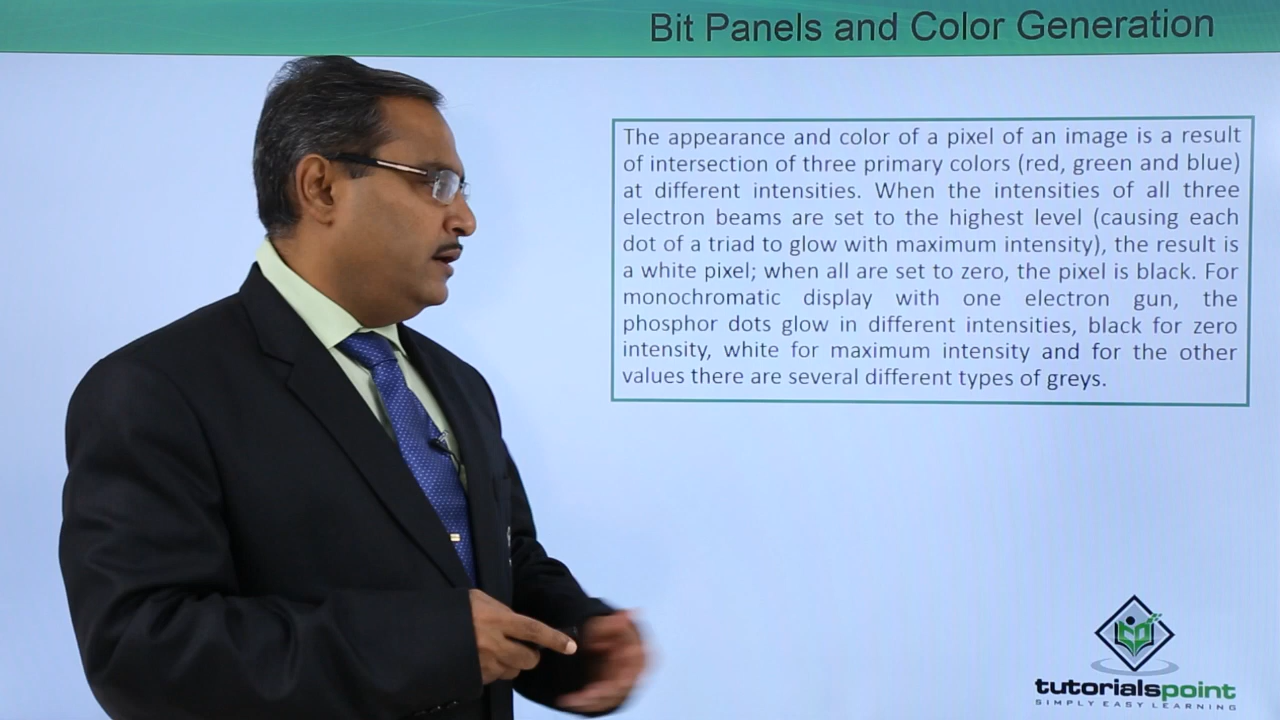 Bit Panels and Color Generation
The appearance and color of a pixel of an image is a result
of intersection of three primary colors (red, green and blue)
at different intensities. When the intensities of all three
electron beams are set to the highest level (causing each
dot of a triad to glow with maximum intensity), the result is
a white pixel; when all are set to zero, the pixel is black. For
monochromatic display with one electron gun, the
phosphor dots glow in different intensities, black for zero
intensity, white for maximum intensity and for the other
values there are several different types of greys.
tutorialspoint
SIMPLY EASY LEARNING